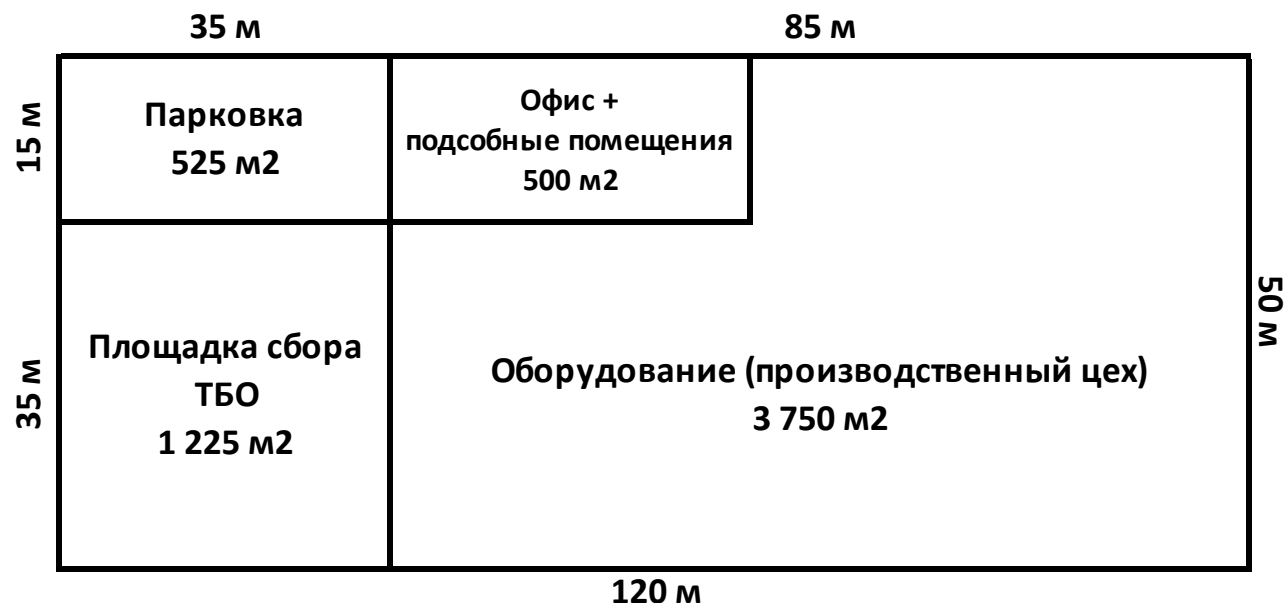 35 м
85 м
15 м
Парковка
525 м2
Офис +
подсобные помещения
500 м2
35 м
Площадка сбора
ТБО
1 225 м2
Оборудование (производственный цех)
3 750 м2
50 м
120 м